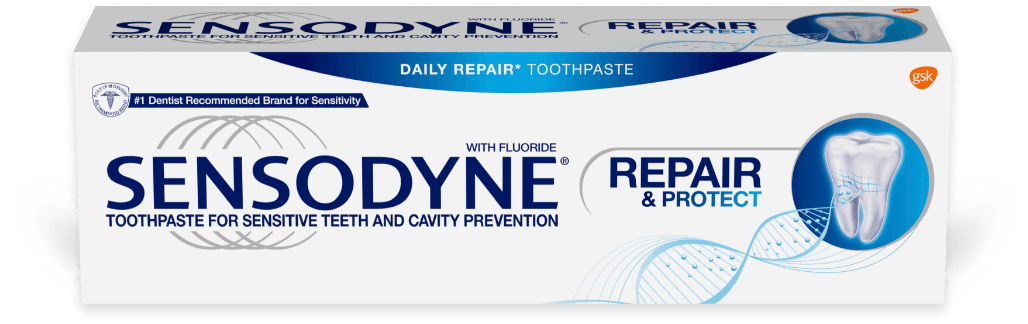 WITH FLUORIDE
SENSODYNE®
TOOTHPASTE FOR SENSITIVE TEETH AND CAVITY PREVENTION
REPAIR
& PROTECT
gsk
DAILY REPAIR* TOOTHPASTE
gsk
#1 Dentist Recommended Brand for Sensitivity
WITH FLUORIDE
SENSODYNE®
TOOTHPASTE FOR SENSITIVE TEETH AND CAVITY PREVENTION
REPAIR
& PROTECT